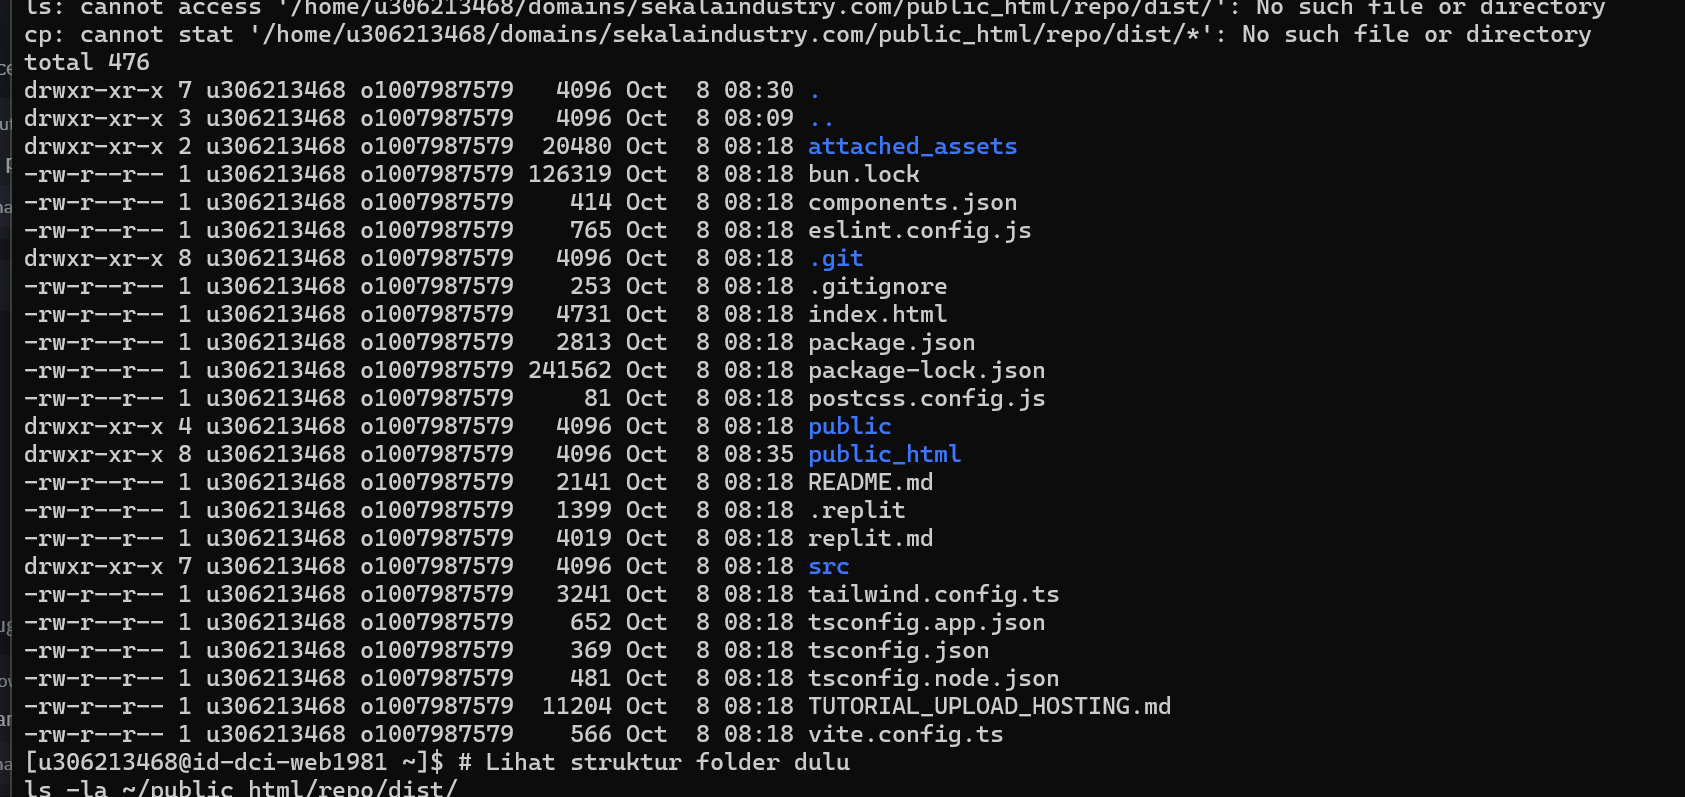 ls: cannot access '/home/u306213468/domains/sekalaindustry.com/public_html/repo/dist/': No such file or directory
cp: cannot stat '/home/u306213468/domains/sekalaindustry.com/public_html/repo/dist/*': No such file or directory
total 476
drwxr-xr-x 7 u306213468 o1007987579   4096 Oct  8 08:30 .
drwxr-xr-x 3 u306213468 o1007987579   4096 Oct  8 08:09 ..
drwxr-xr-x 2 u306213468 o1007987579  20480 Oct  8 08:18 attached_assets
-rw-r--r-- 1 u306213468 o1007987579 126319 Oct  8 08:18 bun.lock
-rw-r--r-- 1 u306213468 o1007987579    414 Oct  8 08:18 components.json
-rw-r--r-- 1 u306213468 o1007987579    765 Oct  8 08:18 eslint.config.js
drwxr-xr-x 8 u306213468 o1007987579   4096 Oct  8 08:18 .git
-rw-r--r-- 1 u306213468 o1007987579    253 Oct  8 08:18 .gitignore
-rw-r--r-- 1 u306213468 o1007987579   4731 Oct  8 08:18 index.html
-rw-r--r-- 1 u306213468 o1007987579   2813 Oct  8 08:18 package.json
-rw-r--r-- 1 u306213468 o1007987579 241562 Oct  8 08:18 package-lock.json
-rw-r--r-- 1 u306213468 o1007987579     81 Oct  8 08:18 postcss.config.js
drwxr-xr-x 4 u306213468 o1007987579   4096 Oct  8 08:18 public
drwxr-xr-x 8 u306213468 o1007987579   4096 Oct  8 08:35 public_html
-rw-r--r-- 1 u306213468 o1007987579   2141 Oct  8 08:18 README.md
-rw-r--r-- 1 u306213468 o1007987579   1399 Oct  8 08:18 .replit
-rw-r--r-- 1 u306213468 o1007987579   4019 Oct  8 08:18 replit.md
drwxr-xr-x 7 u306213468 o1007987579   4096 Oct  8 08:18 src
-rw-r--r-- 1 u306213468 o1007987579   3241 Oct  8 08:18 tailwind.config.ts
-rw-r--r-- 1 u306213468 o1007987579    652 Oct  8 08:18 tsconfig.app.json
-rw-r--r-- 1 u306213468 o1007987579    369 Oct  8 08:18 tsconfig.json
-rw-r--r-- 1 u306213468 o1007987579    481 Oct  8 08:18 tsconfig.node.json
-rw-r--r-- 1 u306213468 o1007987579  11204 Oct  8 08:18 TUTORIAL_UPLOAD_HOSTING.md
-rw-r--r-- 1 u306213468 o1007987579    566 Oct  8 08:18 vite.config.ts
[u306213468@id-dci-web1981 ~]$ # Lihat struktur folder dulu
ls -la ~/public_html/repo/dist/